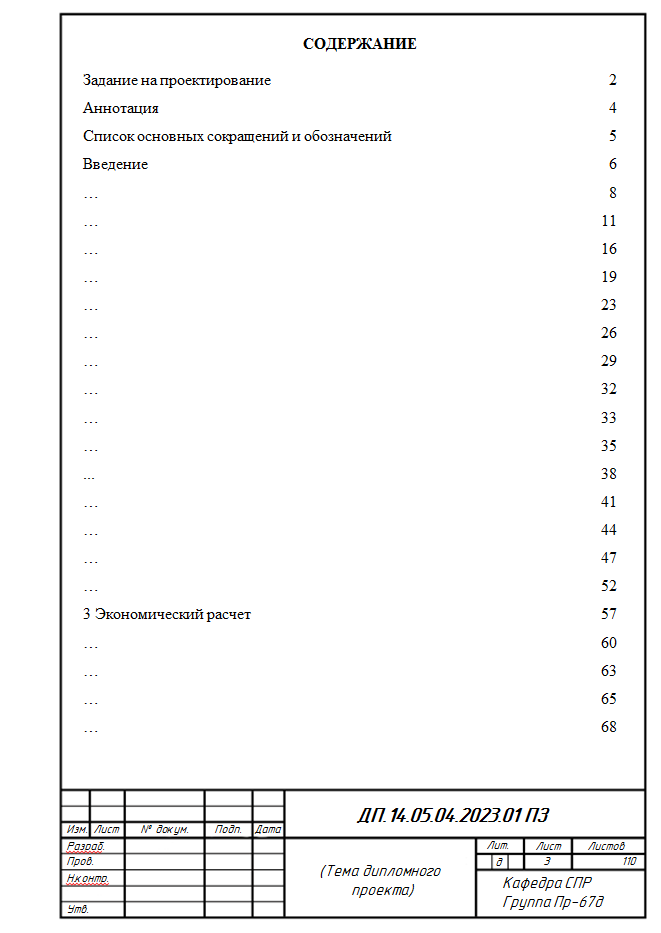 СОДЕРЖАНИЕ
Задание на проектирование 2
Аннотация 4
Список основных сокращений и обозначений 5
Введение 6
… 8
… 11
… 16
… 19
… 23
… 26
… 29
… 32
… 33
… 35
... 38
… 41
… 44
… 47
… 52
3 Экономический расчет 57
… 60
… 63
… 65
… 68
ДП.14.05.04.2023.01 ПЗ
Изм. Лист № докум. Подп. Дата
Разраб. Лит. Лист Листов
Пров. д 3 110
(Тема дипломного
проекта)
Н.контр. Кафедра СПР
Группа Пр-67д
Утв.